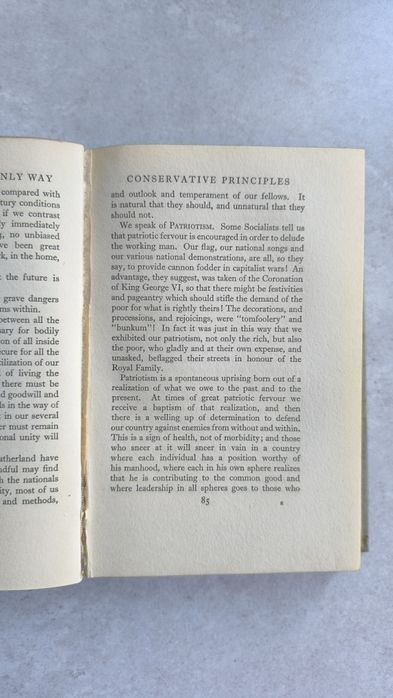 NLY WAY
compared with
tury conditions
if we contrast
ly immediately
no unbiased
ve been great
rk, in the home,
the future is
grave dangers
ms within.
between all the
sary for bodily
on of all inside
ecure for all the
ilization of our
of living the
there must be
d goodwill and
ls in the way of
in our several
er must remain
onal unity will
utherland have
adful may find
h the nationals
ity, most of us
and methods,
CONSERVATIVE PRINCIPLES
and outlook and temperament of our fellows. It
is natural that they should, and unnatural that they
should not.
We speak of PATRIOTISM. Some Socialists tell us
that patriotic fervour is encouraged in order to delude
the working man. Our flag, our national songs and
our various national demonstrations, are all, so they
say, to provide cannon fodder in capitalist wars! An
advantage, they suggest, was taken of the Coronation
of King George VI, so that there might be festivities
and pageantry which should stifle the demand of the
poor for what is rightly theirs! The decorations, and
processions, and rejoicings, were "tomfoolery" and
"bunkum"! In fact it was just in this way that we
exhibited our patriotism, not only the rich, but also
the poor, who gladly and at their own expense, and
unasked, beflagged their streets in honour of the
Royal Family.
Patriotism is a spontaneous uprising born out of a
realization of what we owe to the past and to the
present. At times of great patriotic fervour we
receive a baptism of that realization, and then
there is a welling up of determination to defend
our country against enemies from without and within.
This is a sign of health, not of morbidity; and those
who sneer at it will sneer in vain in a country
where each individual has a position worthy of
his manhood, where each in his own sphere realizes
that he is contributing to the common good and
where leadership in all spheres goes to those who
85